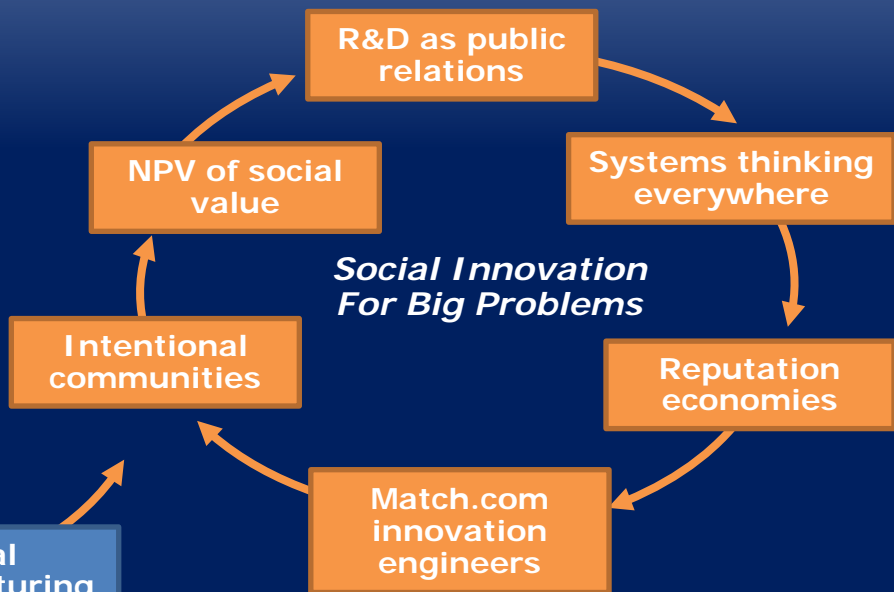 R&D as public
relations
Systems thinking
everywhere
NPV of social
value
Social Innovation
For Big Problems
Intentional
communities
Reputation
economies
Match.com
innovation
engineers